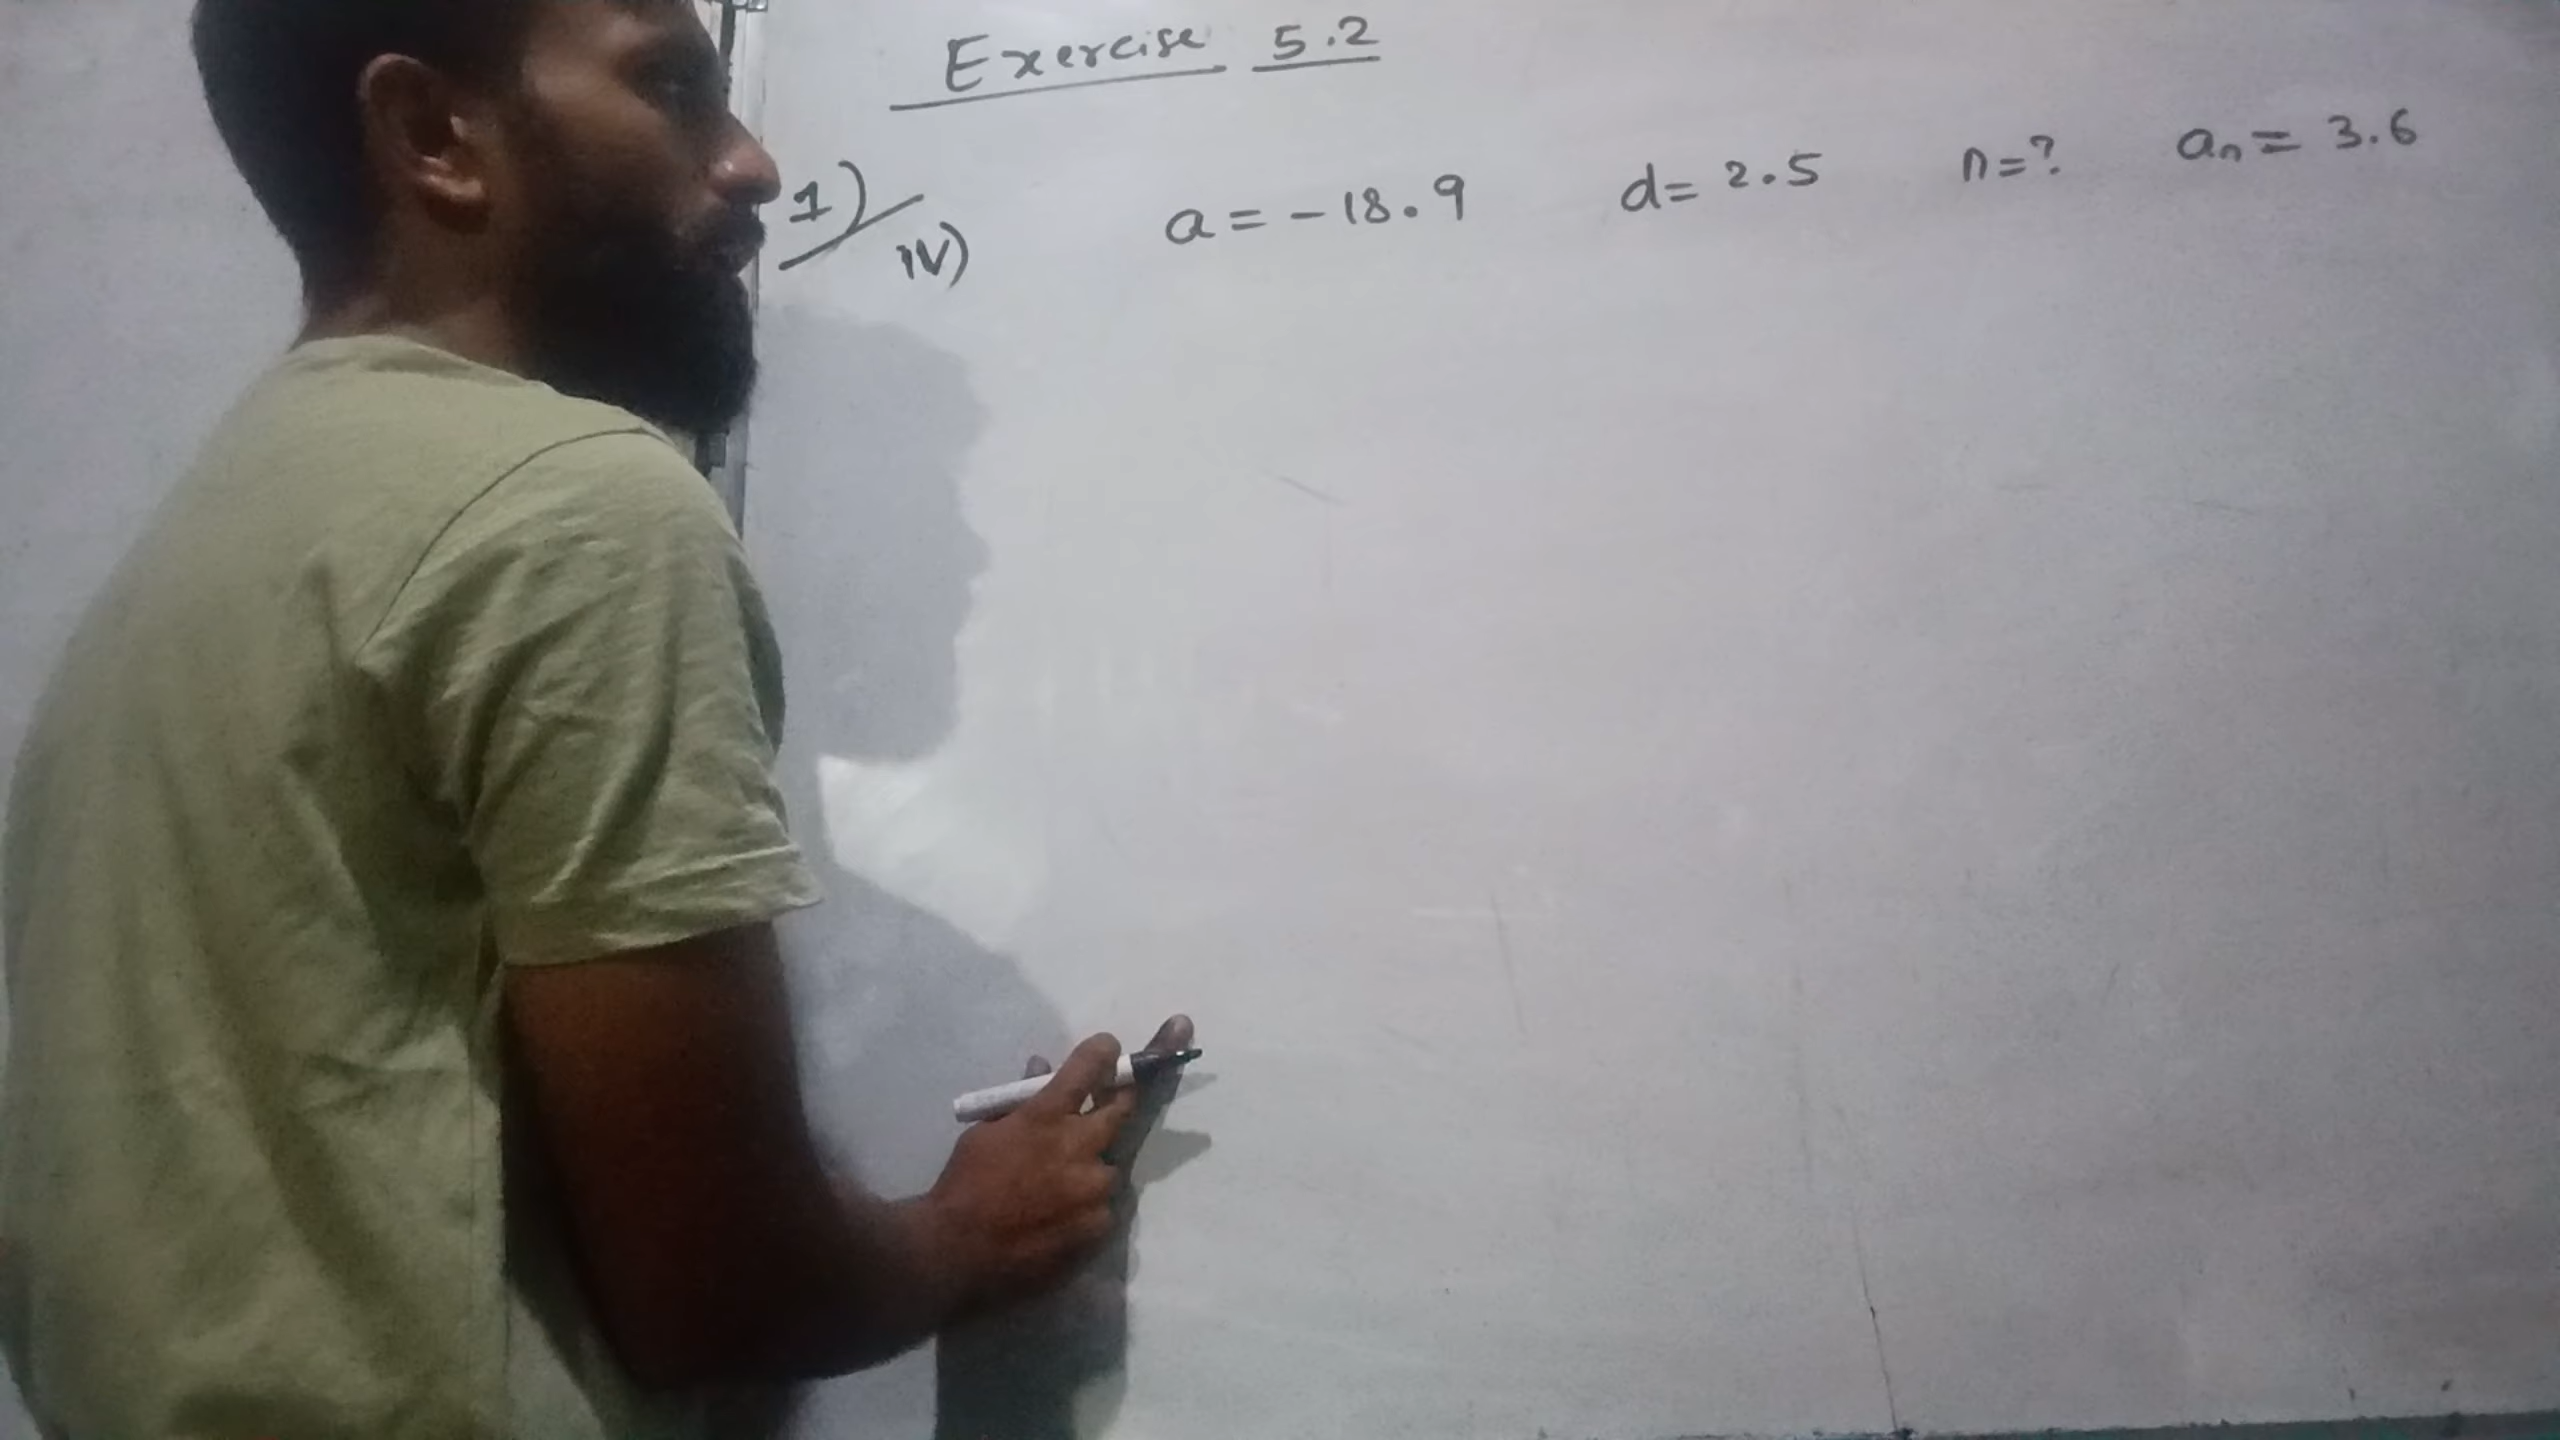 Exercise 5.2
1) iv) a = -18.9 d = 2.5 n = ? aₙ = 3.6